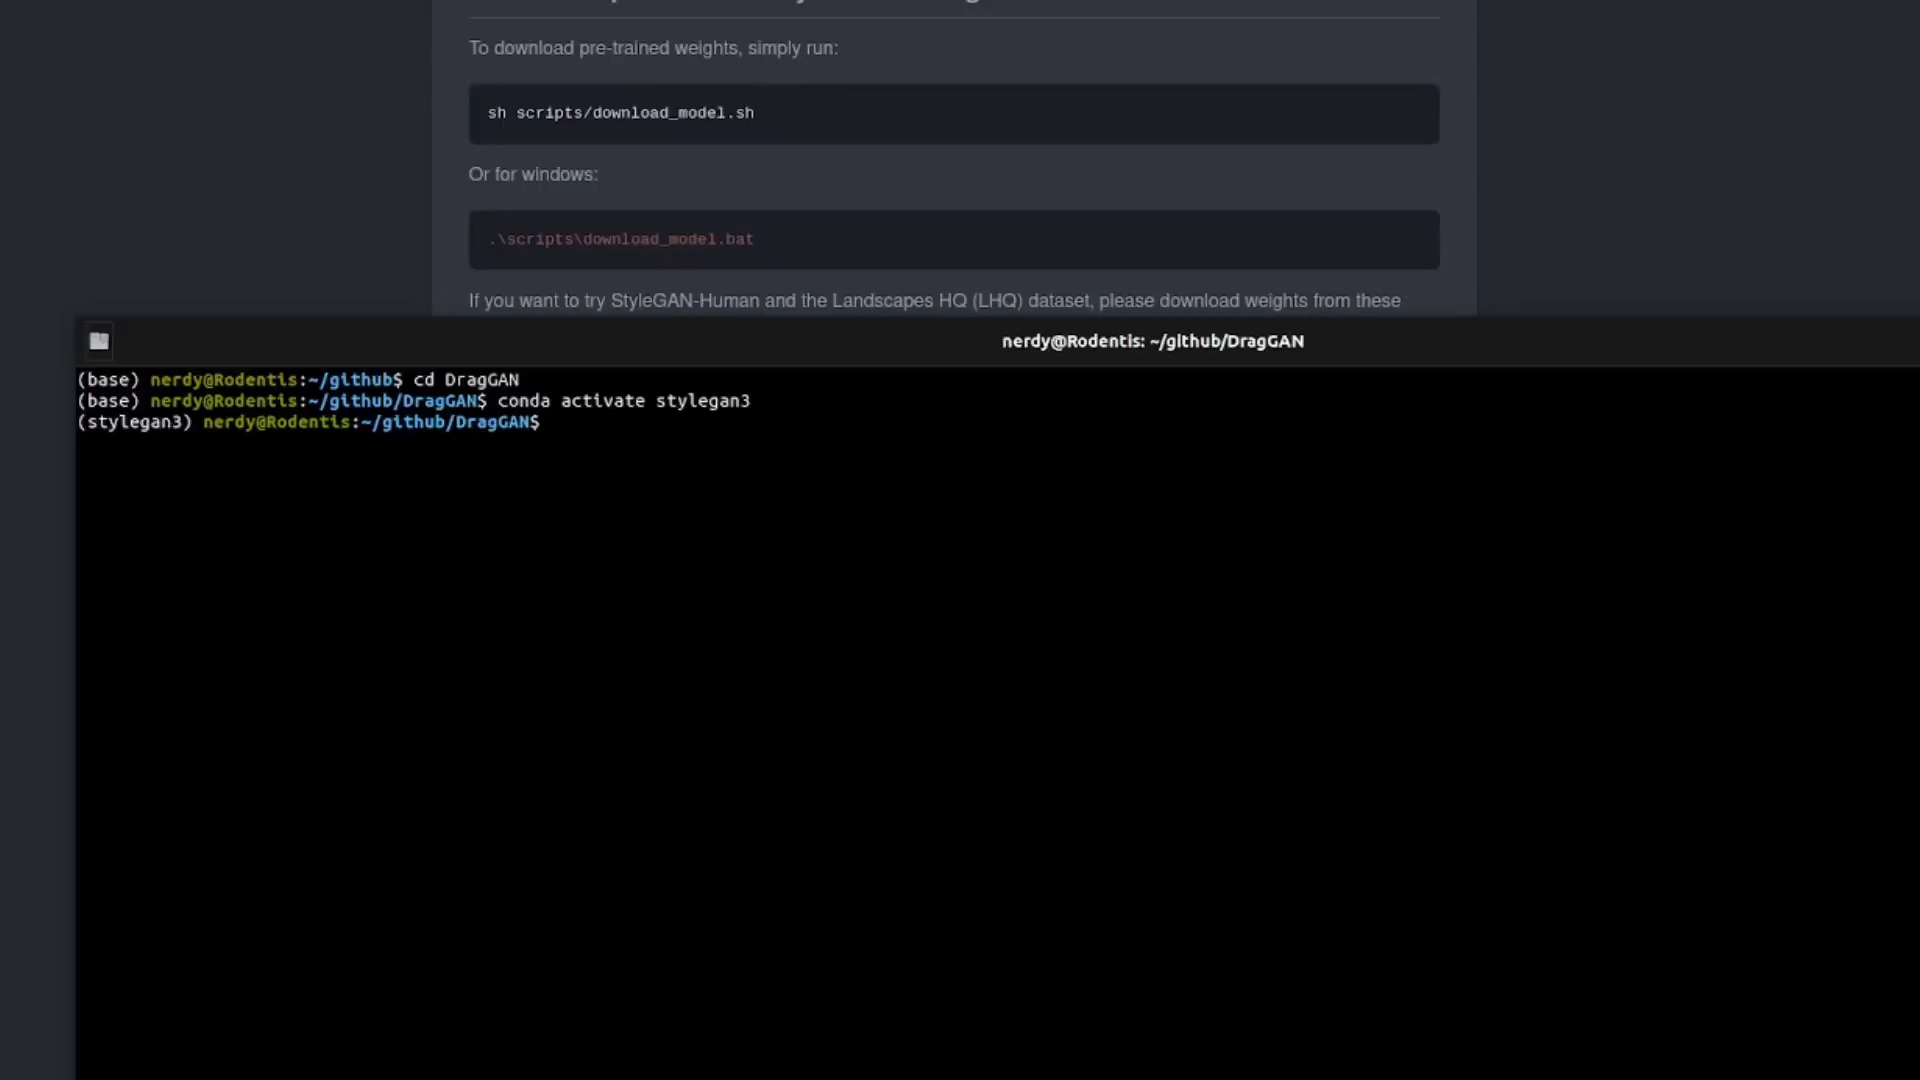 To download pre-trained weights, simply run:
sh scripts/download_model.sh
Or for windows:
.\scripts\download_model.bat
If you want to try StyleGAN-Human and the Landscapes HQ (LHQ) dataset, please download weights from these
nerdy@Rodentis: ~/github/DragGAN
(base) nerdy@Rodentis:~/github$ cd DragGAN
(base) nerdy@Rodentis:~/github/DragGAN$ conda activate stylegan3
(stylegan3) nerdy@Rodentis:~/github/DragGAN$